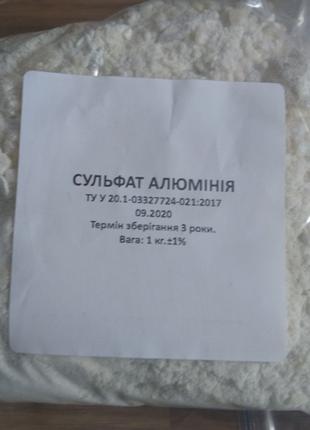 СУЛЬФАТ АЛЮМІНІЯ
ТУ У 20.1-03327724-021:2017
09.2020
Термін зберігання 3 роки.
Вага: 1 кг.±1%